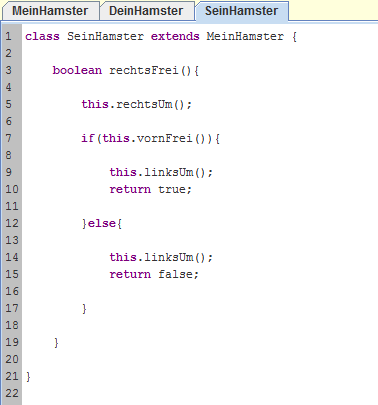 MeinHamster DeinHamster SeinHamster
1 class SeinHamster extends MeinHamster {
2
3     boolean rechtsFrei(){
4
5         this.rechtsUm();
6
7         if(this.vornFrei()){
8
9             this.linksUm();
10             return true;
11
12         }else{
13
14             this.linksUm();
15             return false;
16
17         }
18
19     }
20
21 }
22